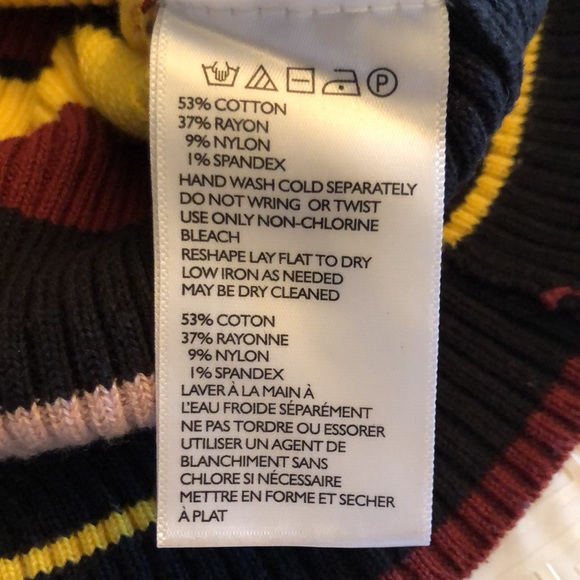 P
53% COTTON
37% RAYON
9% NYLON
1% SPANDEX
HAND WASH COLD SEPARATELY
DO NOT WRING OR TWIST
USE ONLY NON-CHLORINE
BLEACH
RESHAPE LAY FLAT TO DRY
LOW IRON AS NEEDED
MAY BE DRY CLEANED
53% COTON
37% RAYONNE
9% NYLON
1% SPANDEX
LAVER À LA MAIN À
L'EAU FROIDE SÉPARÉMENT
NE PAS TORDRE OU ESSORER
UTILISER UN AGENT DE
BLANCHIMENT SANS
CHLORE SI NÉCESSAIRE
METTRE EN FORME ET SECHER
À PLAT